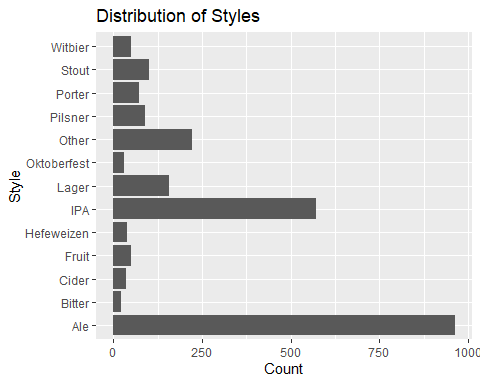 Distribution of Styles
Style
Witbier
Stout
Porter
Pilsner
Other
Oktoberfest
Lager
IPA
Hefeweizen
Fruit
Cider
Bitter
Ale
0 250 500 750 1000
Count